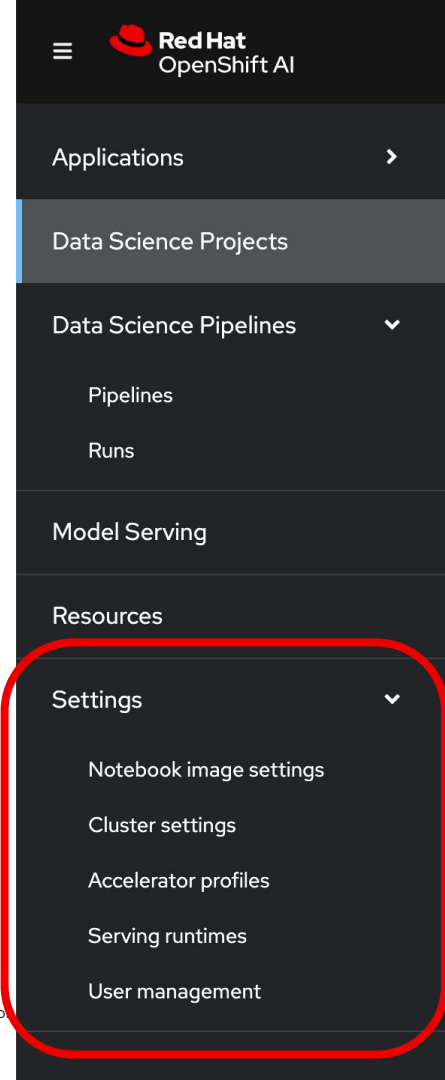 Red Hat
OpenShift AI
Applications
Data Science Projects
Data Science Pipelines
Pipelines
Runs
Model Serving
Resources
Settings
Notebook image settings
Cluster settings
Accelerator profiles
Serving runtimes
User management